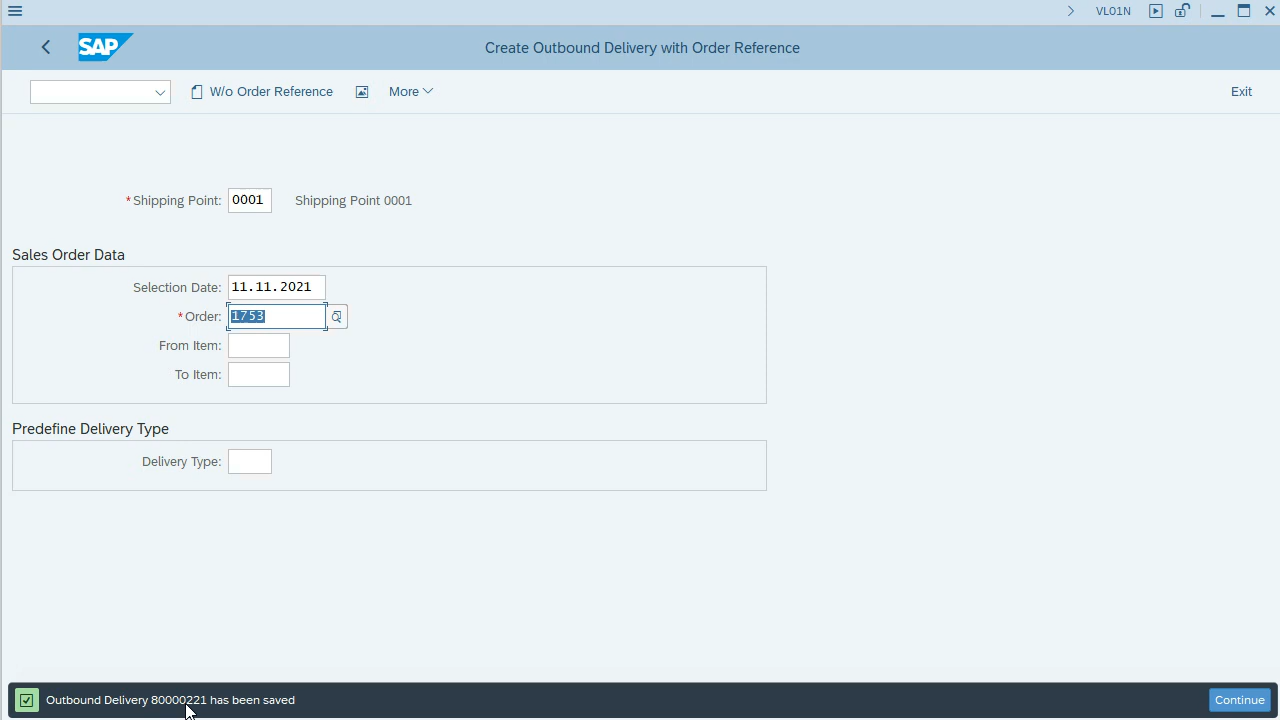 VL01N
SAP
Create Outbound Delivery with Order Reference
W/o Order Reference
More
Exit
*Shipping Point: 0001 Shipping Point 0001
Sales Order Data
Selection Date: 11.11.2021
*Order: 1753
From Item:
To Item:
Predefine Delivery Type
Delivery Type:
Outbound Delivery 80000221 has been saved
Continue